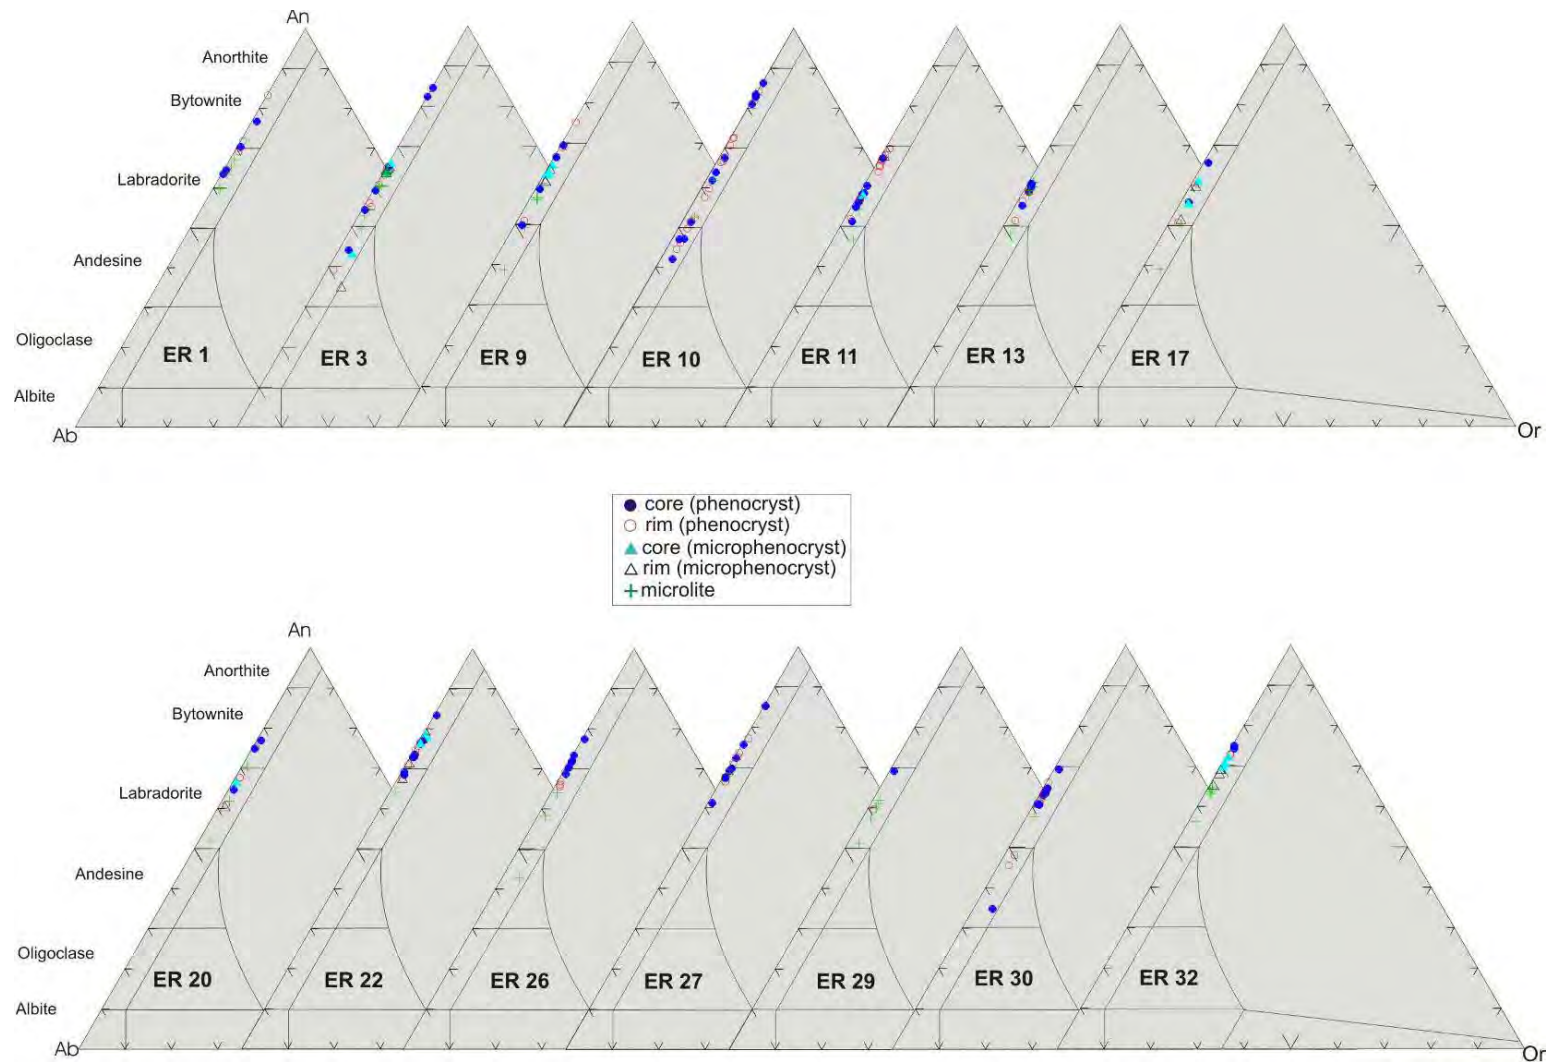 An
Anorthite
Bytownite
Labradorite
Andesine
Oligoclase
Albite
Ab
ER 1
ER 3
ER 9
ER 10
ER 11
ER 13
ER 17
Or
core (phenocryst)
rim (phenocryst)
core (microphenocryst)
rim (microphenocryst)
microlite
An
Anorthite
Bytownite
Labradorite
Andesine
Oligoclase
Albite
Ab
ER 20
ER 22
ER 26
ER 27
ER 29
ER 30
ER 32
Or